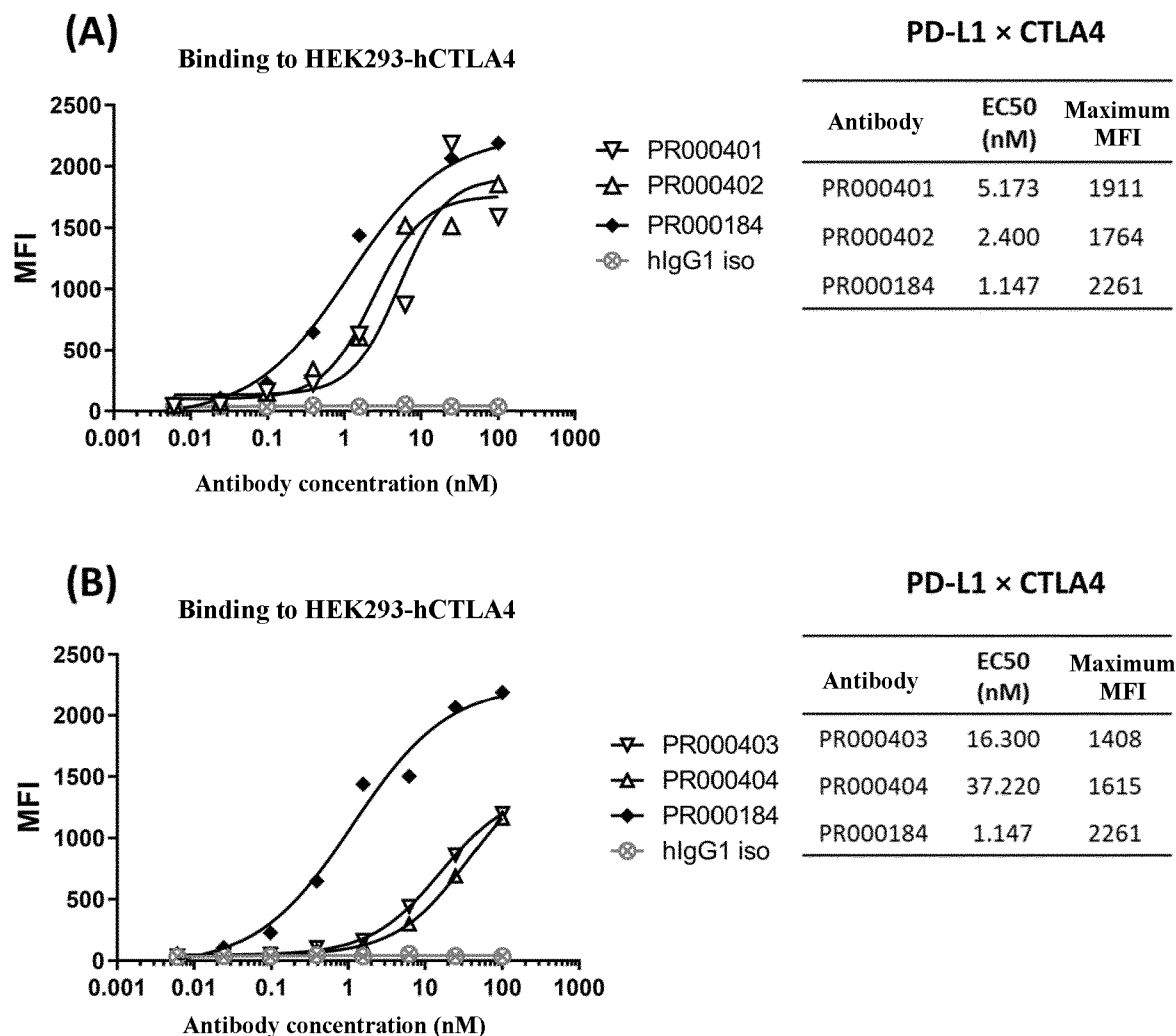 (A)
Binding to HEK293-hCTLA4
2500
2000
1500
1000
500
0
MFI
0.001 0.01 0.1 1 10 100 1000
Antibody concentration (nM)
PR000401
PR000402
PR000184
hIgG1 iso
PD-L1 × CTLA4
Antibody EC50 (nM) Maximum MFI
PR000401 5.173 1911
PR000402 2.400 1764
PR000184 1.147 2261
(B)
Binding to HEK293-hCTLA4
2500
2000
1500
1000
500
0
MFI
0.001 0.01 0.1 1 10 100 1000
Antibody concentration (nM)
PR000403
PR000404
PR000184
hIgG1 iso
PD-L1 × CTLA4
Antibody EC50 (nM) Maximum MFI
PR000403 16.300 1408
PR000404 37.220 1615
PR000184 1.147 2261